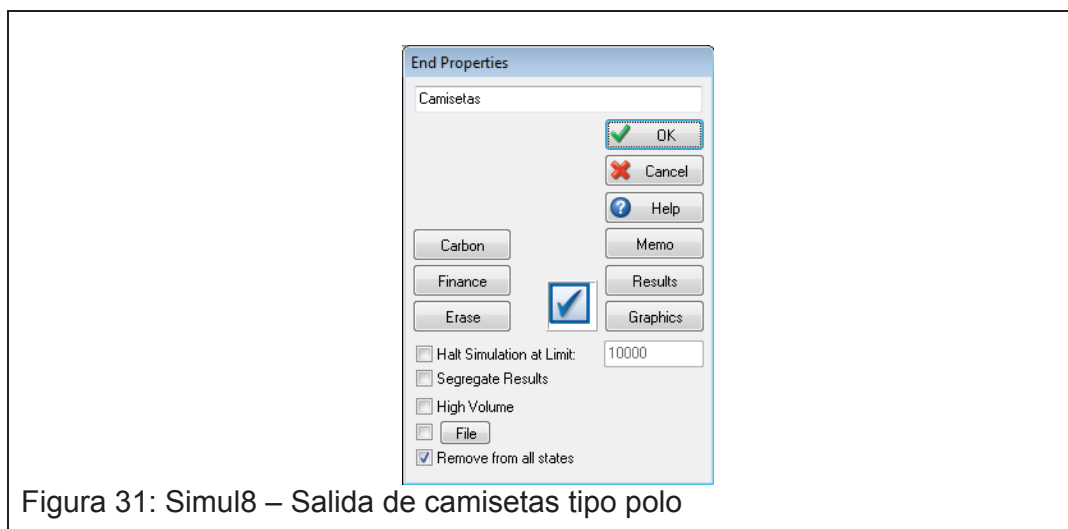 End Properties
Camisetas
OK
Cancel
Help
Carbon
Memo
Finance
Results
Erase
Graphics
Halt Simulation at Limit: 10000
Segregate Results
High Volume
File
Remove from all states
Figura 31: Simul8 – Salida de camisetas tipo polo